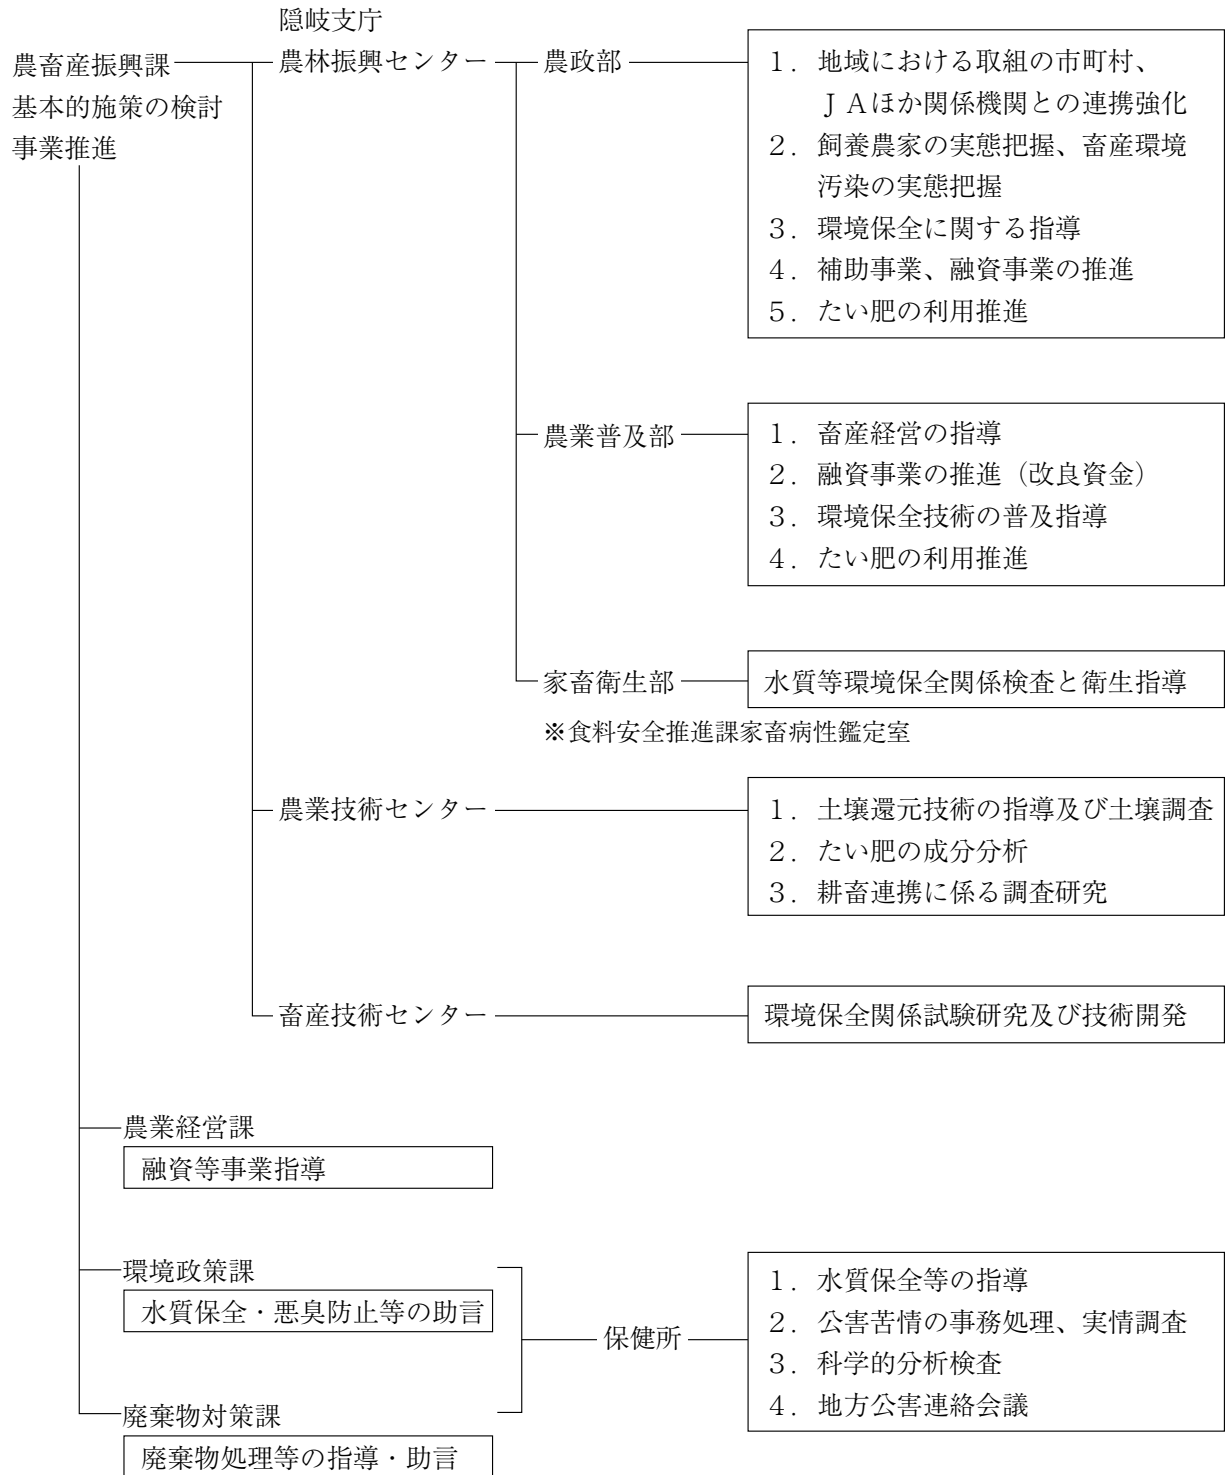 農畜産振興課
基本的施策の検討
事業推進
隠岐支庁
農林振興センター
農政部
１．地域における取組の市町村、
ＪＡほか関係機関との連携強化
２．飼養農家の実態把握、畜産環境
汚染の実態把握
３．環境保全に関する指導
４．補助事業、融資事業の推進
５．たい肥の利用推進
農業普及部
１．畜産経営の指導
２．融資事業の推進（改良資金）
３．環境保全技術の普及指導
４．たい肥の利用推進
家畜衛生部
水質等環境保全関係検査と衛生指導
※食料安全推進課家畜病性鑑定室
農業技術センター
１．土壌還元技術の指導及び土壌調査
２．たい肥の成分分析
３．耕畜連携に係る調査研究
畜産技術センター
環境保全関係試験研究及び技術開発
農業経営課
融資等事業指導
環境政策課
水質保全・悪臭防止等の助言
廃棄物対策課
廃棄物処理等の指導・助言
保健所
１．水質保全等の指導
２．公害苦情の事務処理、実情調査
３．科学的分析検査
４．地方公害連絡会議